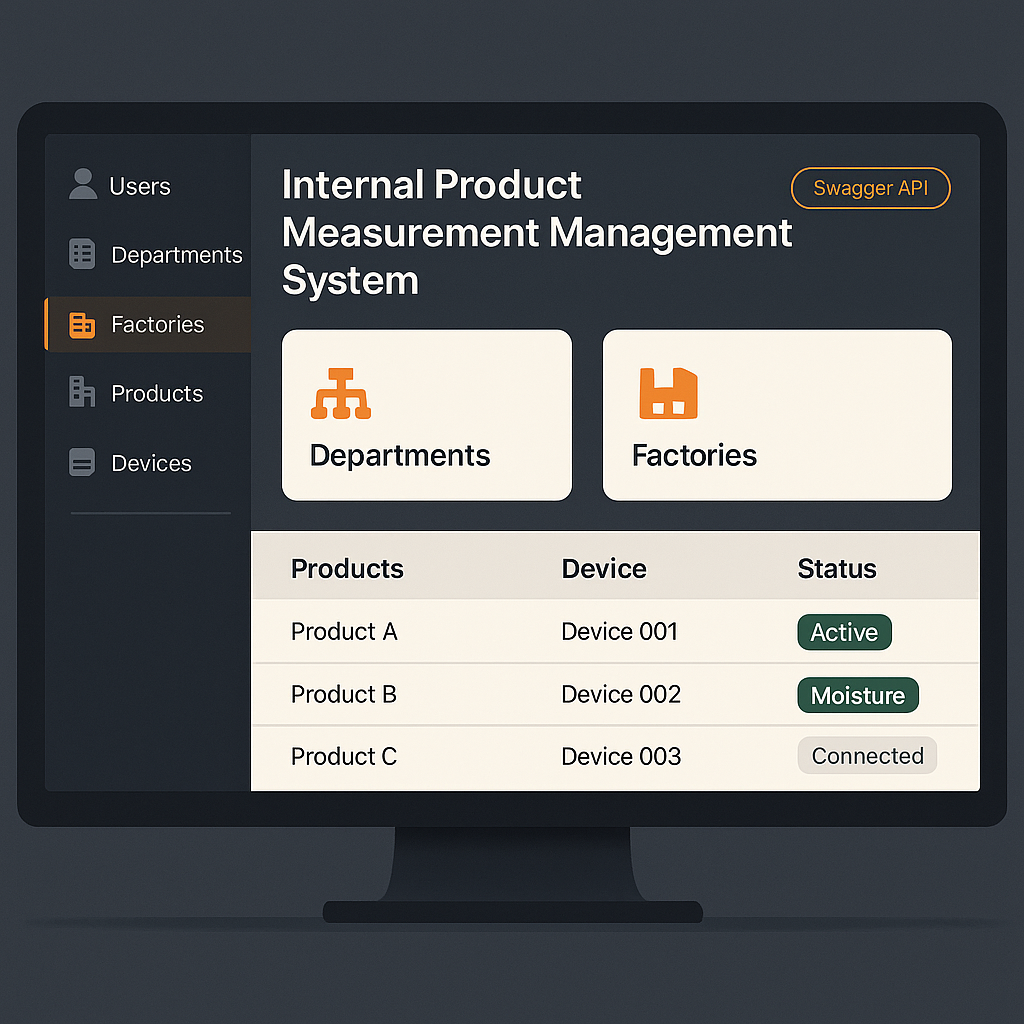 Users
Departments
Factories
Products
Devices
Internal Product
Measurement Management
System
Swagger API
Departments
Factories
Products Device Status
Product A Device 001 Active
Product B Device 002 Moisture
Product C Device 003 Connected